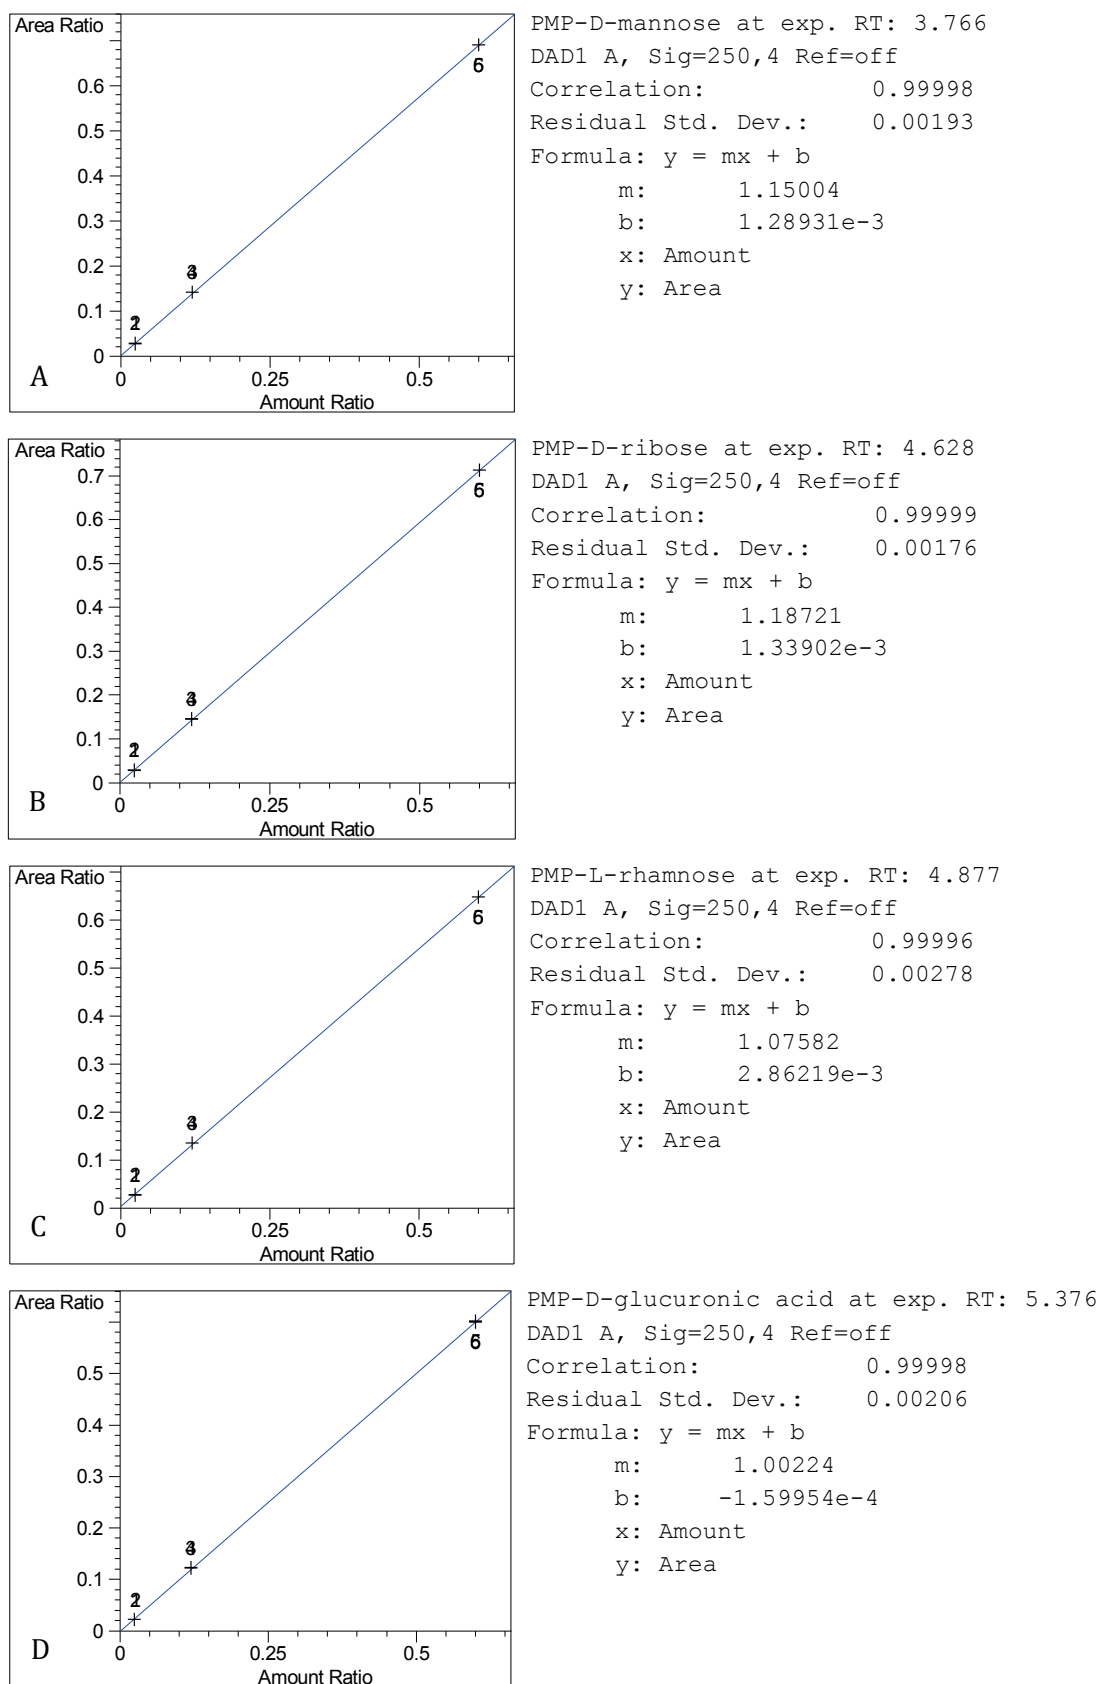 Area Ratio
0.6
0.5
0.4
0.3
0.2
0.1
0
0 0.25 0.5
Amount Ratio
A
PMP-D-mannose at exp. RT: 3.766
DAD1 A, Sig=250,4 Ref=off
Correlation: 0.99998
Residual Std. Dev.: 0.00193
Formula: y = mx + b
m: 1.15004
b: 1.28931e-3
x: Amount
y: Area
Area Ratio
0.7
0.6
0.5
0.4
0.3
0.2
0.1
0
0 0.25 0.5
Amount Ratio
B
PMP-D-ribose at exp. RT: 4.628
DAD1 A, Sig=250,4 Ref=off
Correlation: 0.99999
Residual Std. Dev.: 0.00176
Formula: y = mx + b
m: 1.18721
b: 1.33902e-3
x: Amount
y: Area
Area Ratio
0.6
0.5
0.4
0.3
0.2
0.1
0
0 0.25 0.5
Amount Ratio
C
PMP-L-rhamnose at exp. RT: 4.877
DAD1 A, Sig=250,4 Ref=off
Correlation: 0.99996
Residual Std. Dev.: 0.00278
Formula: y = mx + b
m: 1.07582
b: 2.86219e-3
x: Amount
y: Area
Area Ratio
0.5
0.4
0.3
0.2
0.1
0
0 0.25 0.5
Amount Ratio
D
PMP-D-glucuronic acid at exp. RT: 5.376
DAD1 A, Sig=250,4 Ref=off
Correlation: 0.99998
Residual Std. Dev.: 0.00206
Formula: y = mx + b
m: 1.00224
b: -1.59954e-4
x: Amount
y: Area